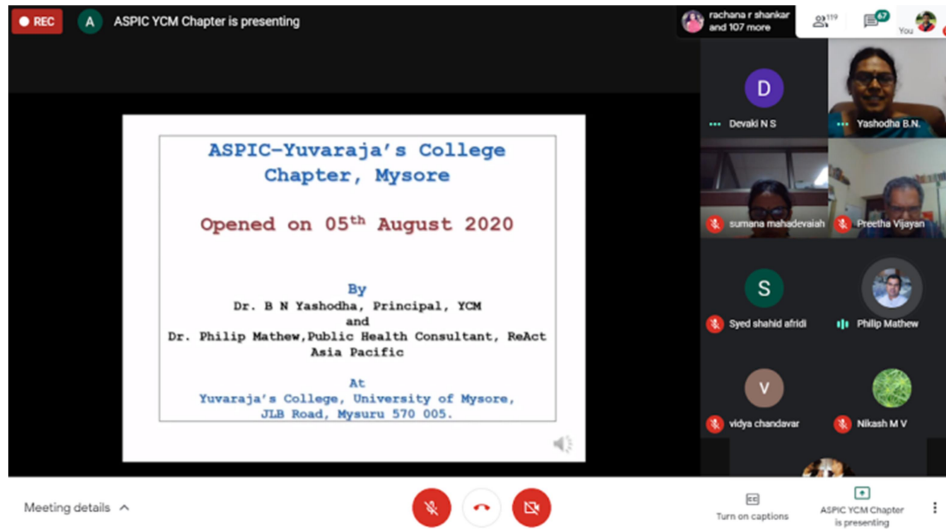 REC
A
ASPIC YCM Chapter is presenting
rachana r shankar
and 107 more
119
67
You
ASPIC-Yuvaraja's College
Chapter, Mysore
Opened on 05th August 2020
By
Dr. B N Yashodha, Principal, YCM
and
Dr. Philip Mathew,Public Health Consultant, ReAct
Asia Pacific
At
Yuvaraja's College, University of Mysore,
JLB Road, Mysuru 570 005.
D
Devaki N S
Yashodha B.N.
sumana mahadevaiah
Preetha Vijayan
S
Syed shahid afridi
Philip Mathew
V
vidya chandavar
Nikash M V
Meeting details
CC
Turn on captions
ASPIC YCM Chapter
is presenting